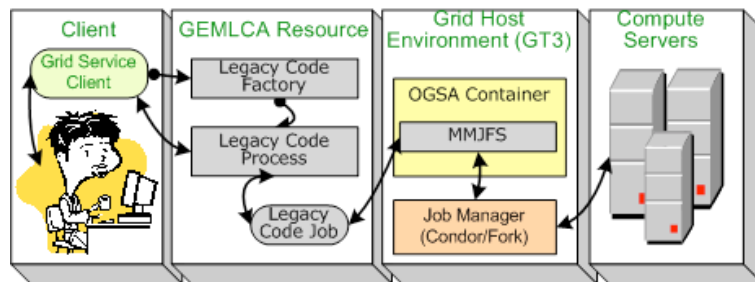 Client
GEMLCA Resource
Grid Host
Environment (GT3)
Compute
Servers
Grid Service
Client
Legacy Code
Factory
Legacy Code
Process
Legacy
Code Job
OGSA Container
MMJFS
Job Manager
(Condor/Fork)